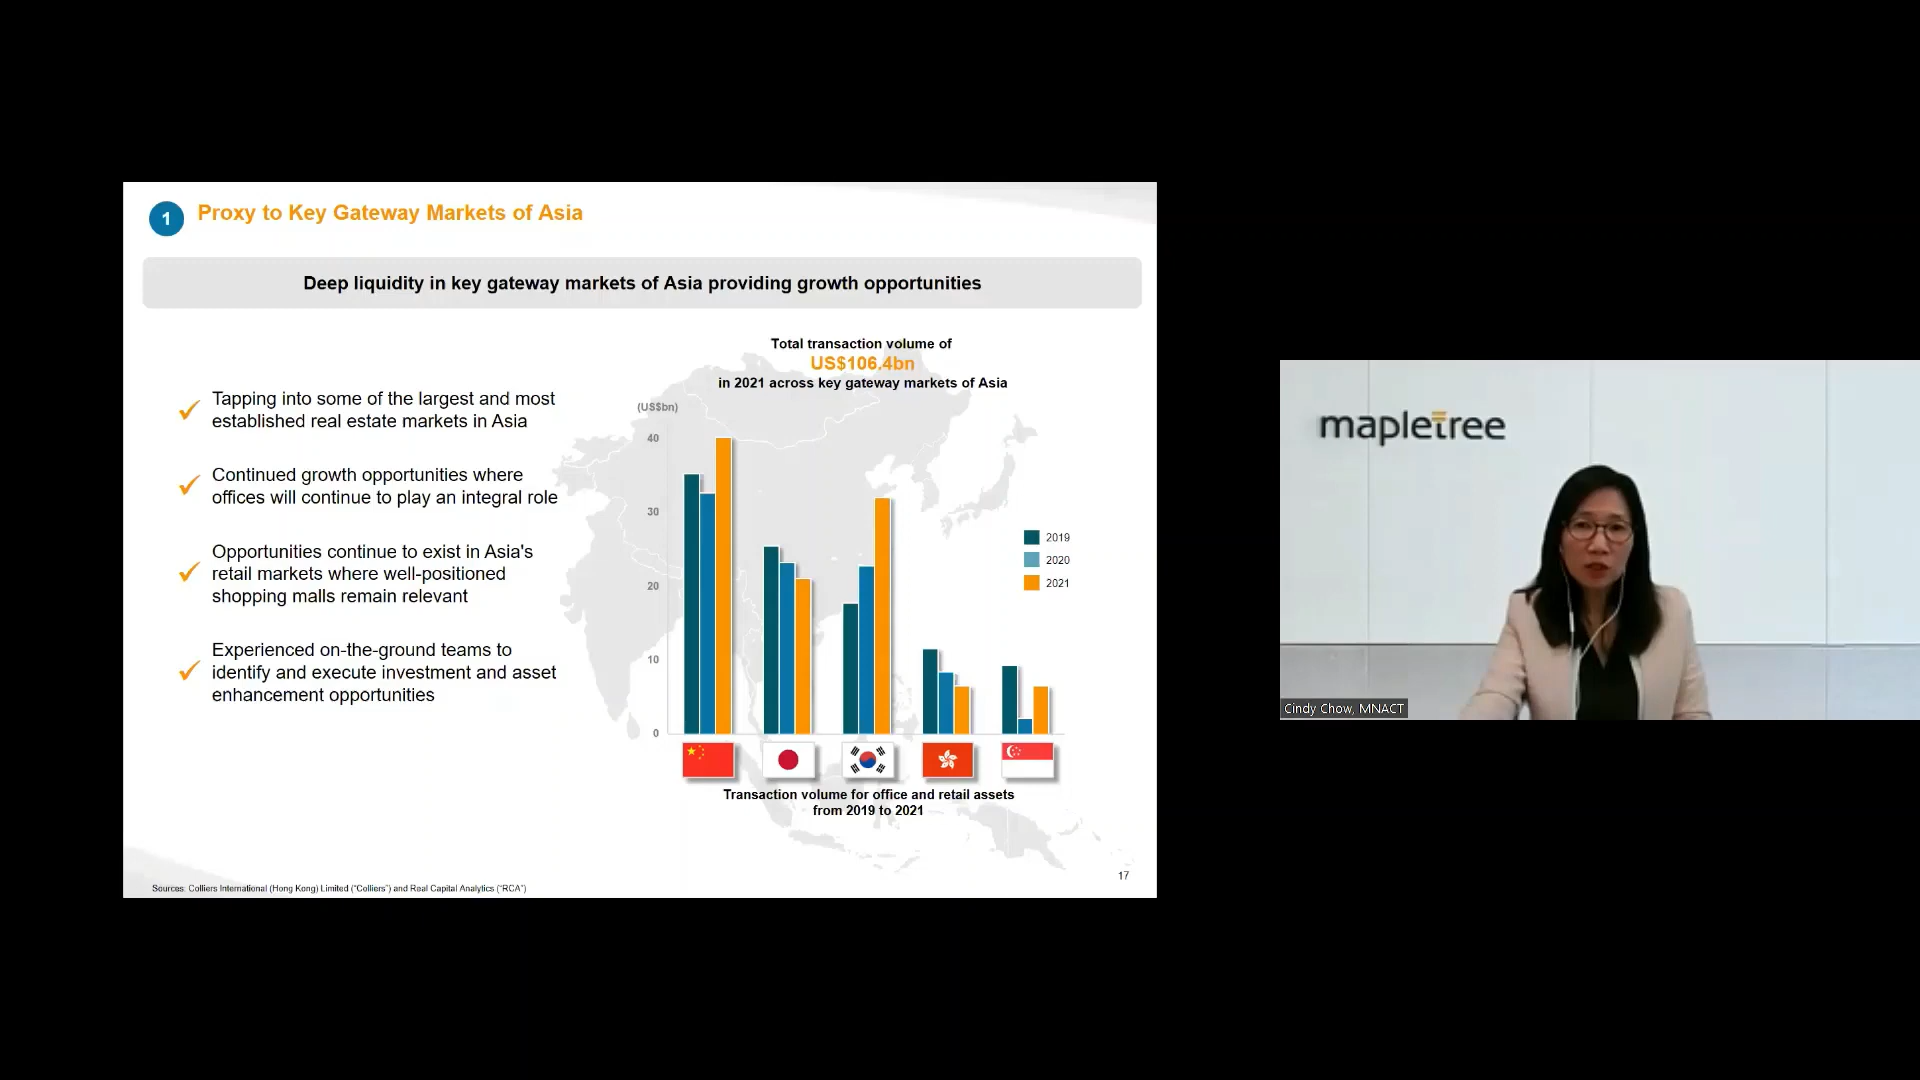 1
Proxy to Key Gateway Markets of Asia
Deep liquidity in key gateway markets of Asia providing growth opportunities
Tapping into some of the largest and most
established real estate markets in Asia
Continued growth opportunities where
offices will continue to play an integral role
Opportunities continue to exist in Asia's
retail markets where well-positioned
shopping malls remain relevant
Experienced on-the-ground teams to
identify and execute investment and asset
enhancement opportunities
Total transaction volume of
US$106.4bn
in 2021 across key gateway markets of Asia
(US$bn)
40
30
20
10
0
2019
2020
2021
Transaction volume for office and retail assets
from 2019 to 2021
Sources: Colliers International (Hong Kong) Limited ("Colliers") and Real Capital Analytics ("RCA")
17
mapletree
Cindy Chow, MNACT